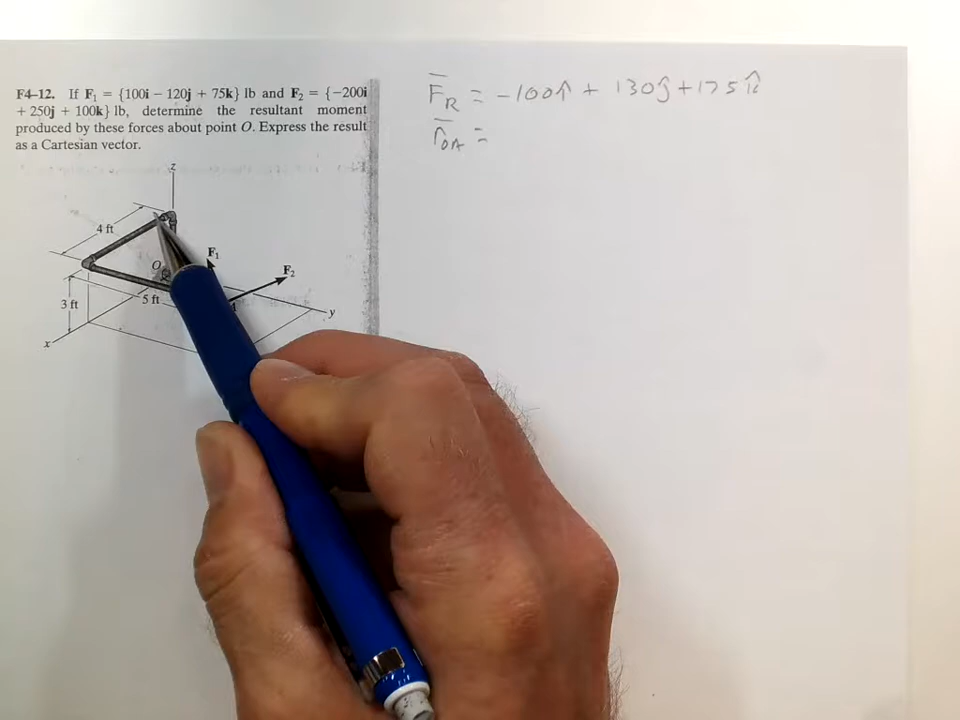 F4–12. If F₁ = {100i − 120j + 75k} lb and F₂ = {−200i
+ 250j + 100k} lb, determine the resultant moment
produced by these forces about point O. Express the result
as a Cartesian vector.
F̄_R = -100î + 130ĵ + 175k̂
r̄_OA =
z
4 ft
O
F₁
F₂
3 ft
5 ft
y
x